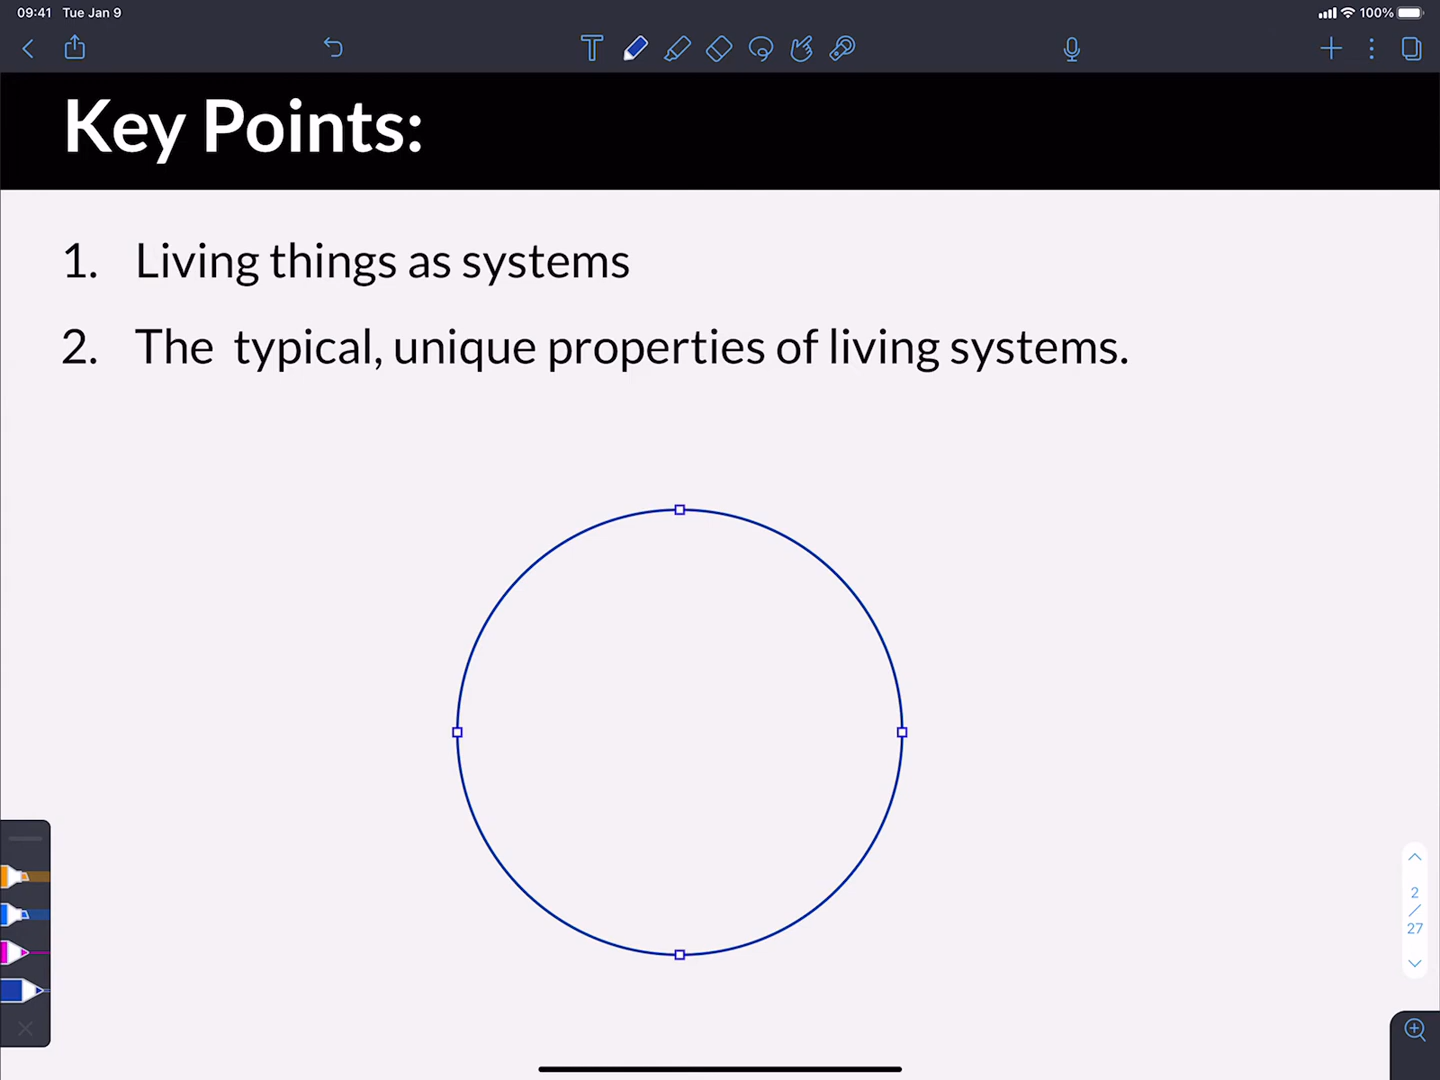 09:41 Tue Jan 9 100%
Key Points:
1. Living things as systems
2. The typical, unique properties of living systems.
2
/
27